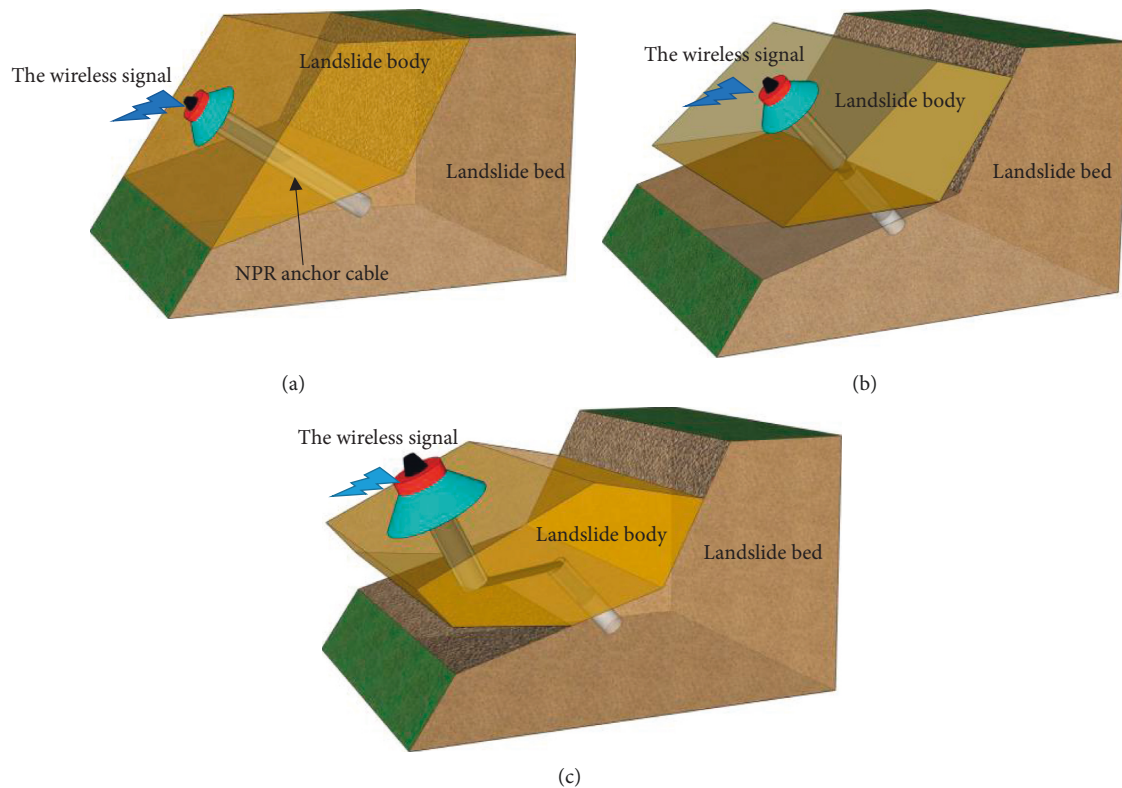 Landslide body
The wireless signal
Landslide bed
NPR anchor cable
(a)
The wireless signal
Landslide body
Landslide bed
(b)
The wireless signal
Landslide body
Landslide bed
(c)